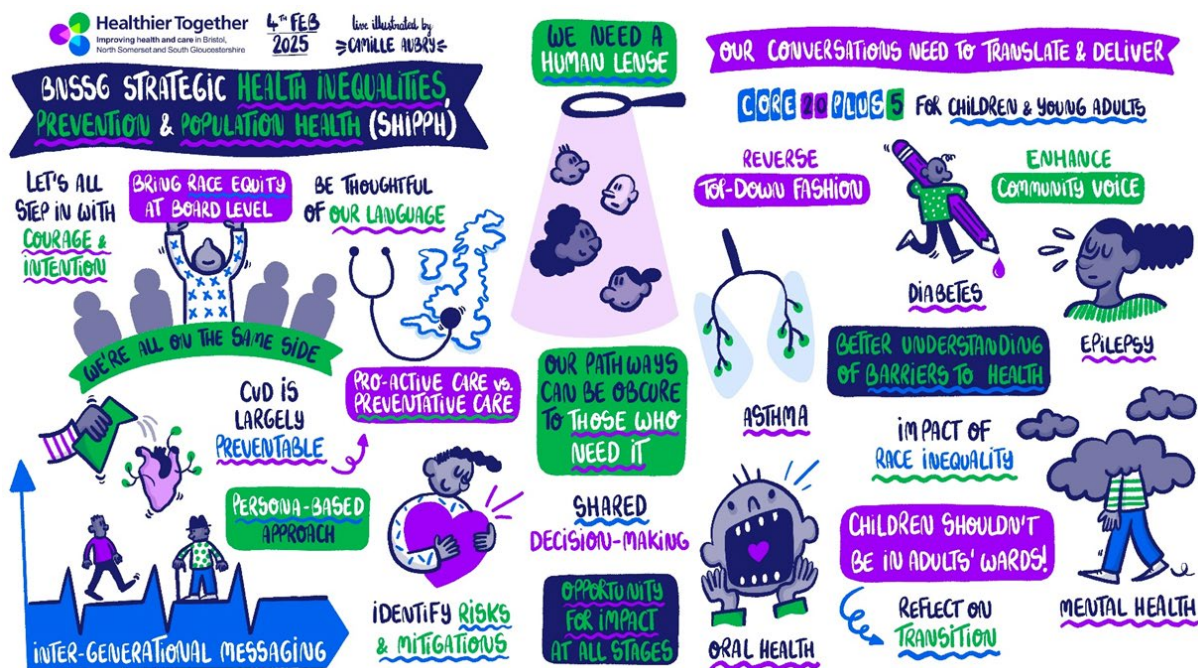 Healthier Together
Improving health and care in Bristol,
North Somerset and South Gloucestershire
4TH FEB
2025
live illustrated by
CAMILLE AUBRY
BNSSG STRATEGIC HEALTH INEQUALITIES,
PREVENTION & POPULATION HEALTH (SHIPPH)
LET'S ALL
STEP IN WITH
COURAGE &
INTENTION
BRING RACE EQUITY
AT BOARD LEVEL
BE THOUGHTFUL
OF OUR LANGUAGE
WE'RE ALL ON THE SAME SIDE
CVD IS
LARGELY
PREVENTABLE
PRO-ACTIVE CARE vs.
PREVENTATIVE CARE
PERSONA-BASED
APPROACH
INTER-GENERATIONAL MESSAGING
IDENTIFY RISKS
& MITIGATIONS
WE NEED A
HUMAN LENSE
OUR PATHWAYS
CAN BE OBSCURE
TO THOSE WHO
NEED IT
SHARED
DECISION-MAKING
OPPORTUNITY
FOR IMPACT
AT ALL STAGES
OUR CONVERSATIONS NEED TO TRANSLATE & DELIVER
CORE 20 PLUS 5 FOR CHILDREN & YOUNG ADULTS
REVERSE
TOP-DOWN FASHION
ENHANCE
COMMUNITY VOICE
DIABETES
EPILEPSY
ASTHMA
BETTER UNDERSTANDING
OF BARRIERS TO HEALTH
IMPACT OF
RACE INEQUALITY
CHILDREN SHOULDN'T
BE IN ADULTS' WARDS!
REFLECT ON
TRANSITION
ORAL HEALTH
MENTAL HEALTH